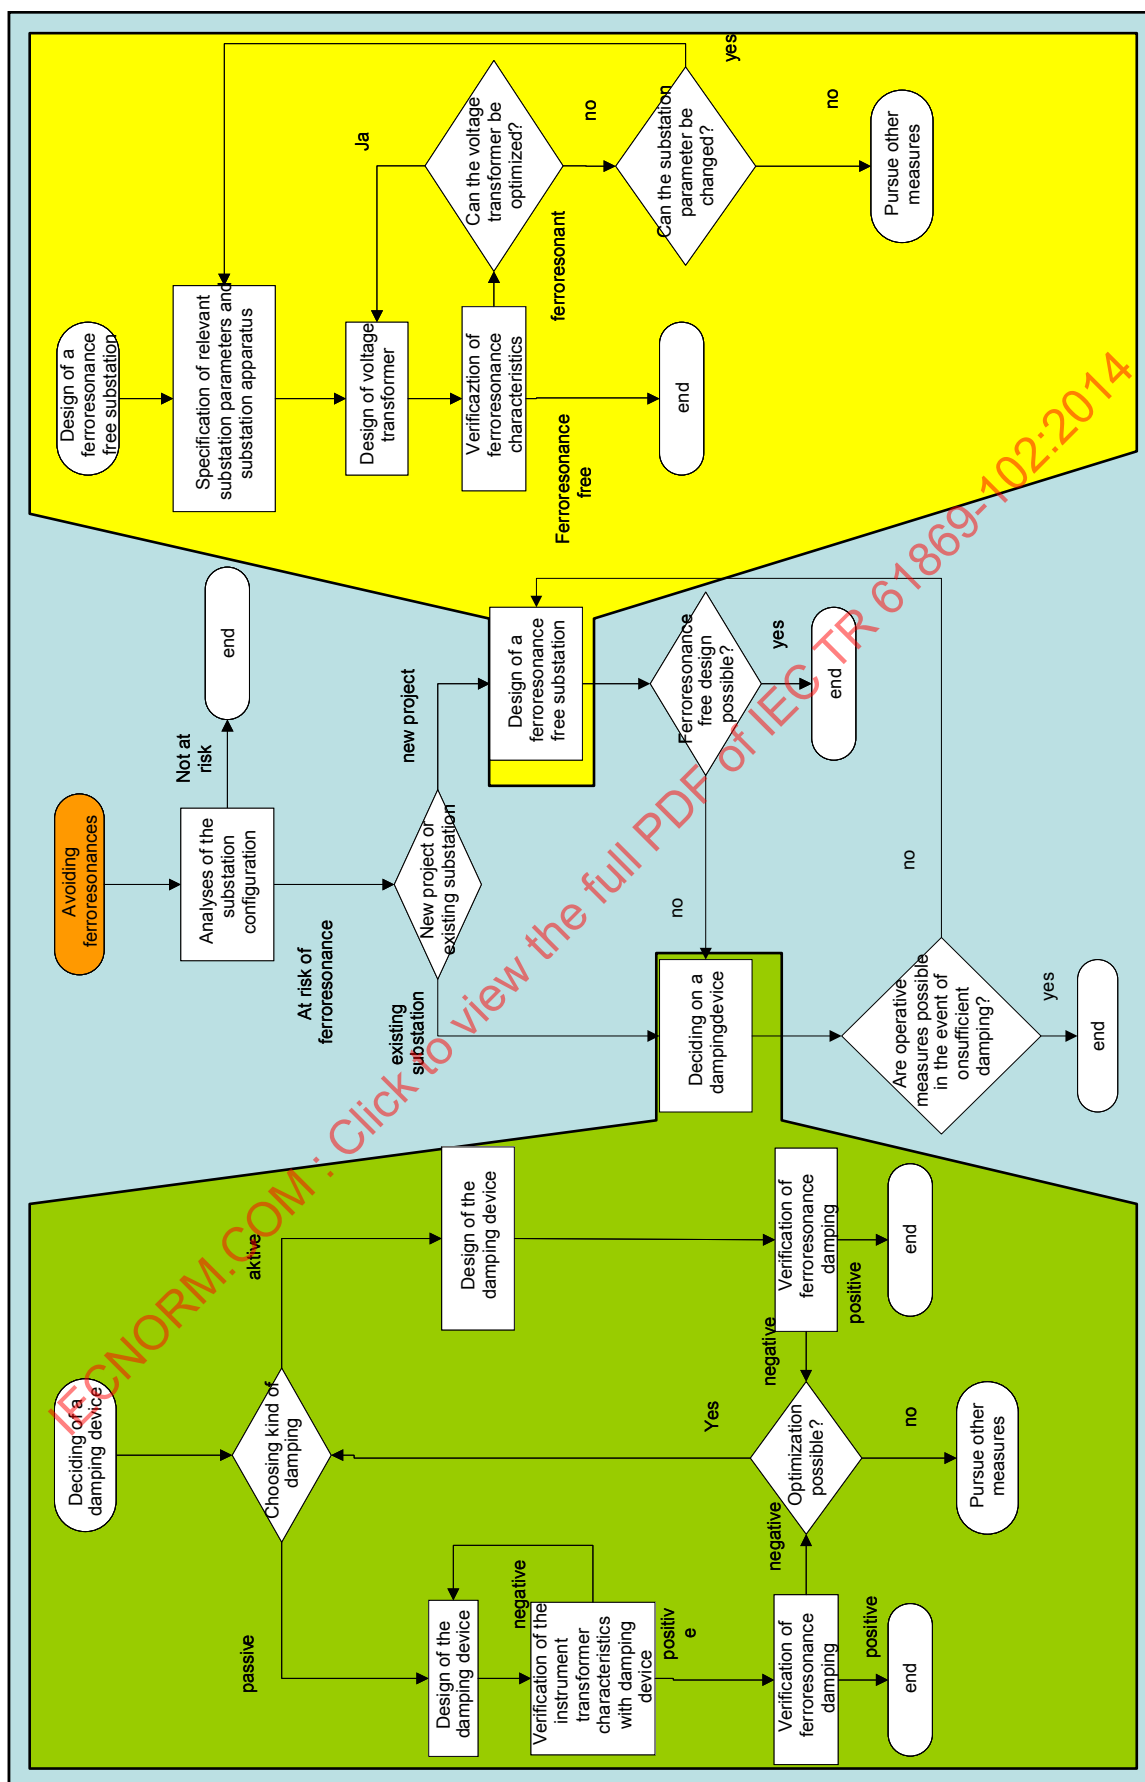 Deciding of a
damping device
Choosing kind of
damping
passive
aktive
Design of the
damping device
negative
Verification of the
instrument
transformer
characteristics
with damping
device
positiv
e
Verification of
ferroresonance
damping
positive
end
negative
Design of the
damping device
Verification of
ferroresonance
damping
positive
end
negative
Optimization
possible?
Yes
no
Pursue other
measures
Avoiding
ferroresonances
Analyses of the
substation
configuration
Not at
risk
end
At risk of
ferroresonance
New project or
existing substation
existing
substation
new project
Deciding on a
dampingdevice
Design of a
ferroresonance
free substation
Ferroresonance
free design
possible?
no
yes
end
Are operative
measures possible
in the event of
onsufficient
damping?
no
yes
end
Design of a
ferroresonance
free substation
Specification of relevant
substation parameters and
substation apparatus
Design of voltage
transformer
Verificaztion of
ferroresonance
characteristics
Ferroresonance
free
end
ferroresonant
Can the voltage
transformer be
optimized?
Ja
no
Can the substation
parameter be
changed?
yes
no
Pursue other
measures
IECNORM.COM : Click to view the full PDF of IEC TR 61869-102:2014